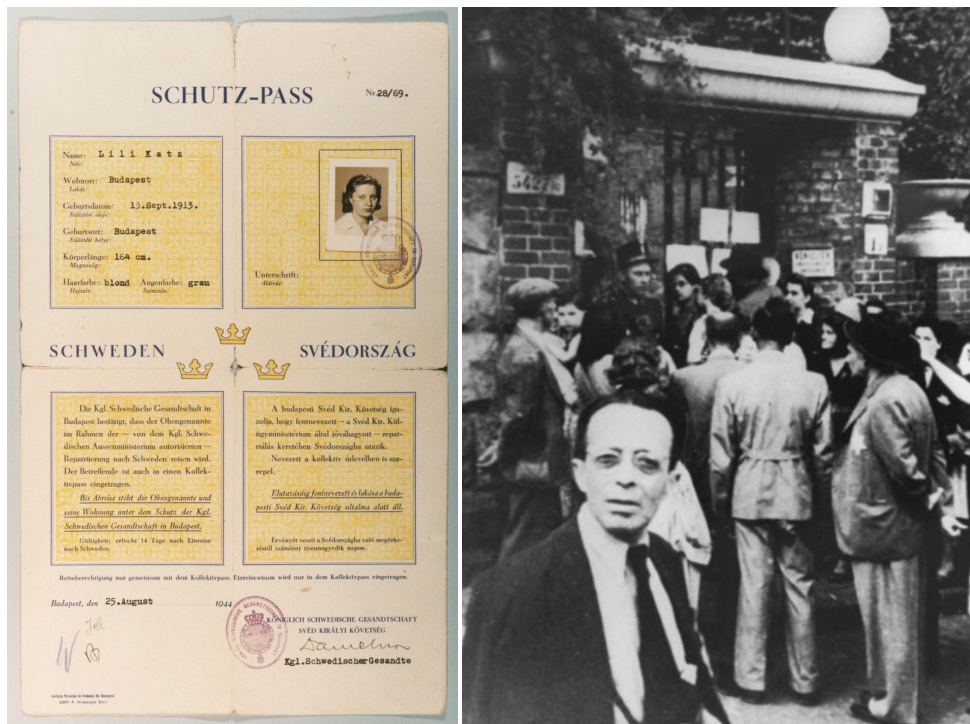 SCHUTZ-PASS
Nr. 28/69.
Name: Lili Katz
Név:
Wohnort: Budapest
Lakás:
Geburtsdatum: 13.Sept.1913.
Születési ideje:
Geburtsort: Budapest
Születési helye:
Körperlänge: 164 cm.
Magasság:
Haarfarbe: blond Augenfarbe: grau
Hajszín: Szemszín:
Unterschrift:
Aláírás:
SCHWEDEN
SVÉDORSZÁG
Die Kgl. Schwedische Gesandtschaft in
Budapest bestätigt, dass der Obengenannte
im Rahmen der — von dem Kgl. Schwe-
dischen Aussenministerium autorisierten —
Repatriierung nach Schweden reisen wird.
Der Betreffende ist auch in einen Kollek-
tivpass eingetragen.
Bis Abreise steht der Obengenannte und
seine Wohnung unter dem Schutz der Kgl.
Schwedischen Gesandtschaft in Budapest.
Gültigkeit: erlischt 14 Tage nach Einreise
nach Schweden.
A budapesti Svéd Kir. Követség iga-
zolja, hogy fentnevezett — a Svéd Kir. Kül-
ügyminisztérium által jóváhagyott — repat-
riálás keretében Svédországba utazik.
Nevezett a kollektiv útlevélben is sze-
repel.
Elutazásáig fentnevezett és lakása a buda-
pesti Svéd Kir. Követség oltalma alatt áll.
Érvényét veszti a Svédországba való megérke-
zéstől számított tizennegyedik napon.
Reiseberechtigung nur gemeinsam mit dem Kollektivpass. Einreisevisum wird nur in dem Kollektivpass eingetragen.
Budapest, den 25.August 1944
KÖNIGLICH SCHWEDISCHE GESANDTSCHAFT
SVÉD KIRÁLYI KÖVETSÉG
Danielsson
Kgl.Schwedischer Gesandte